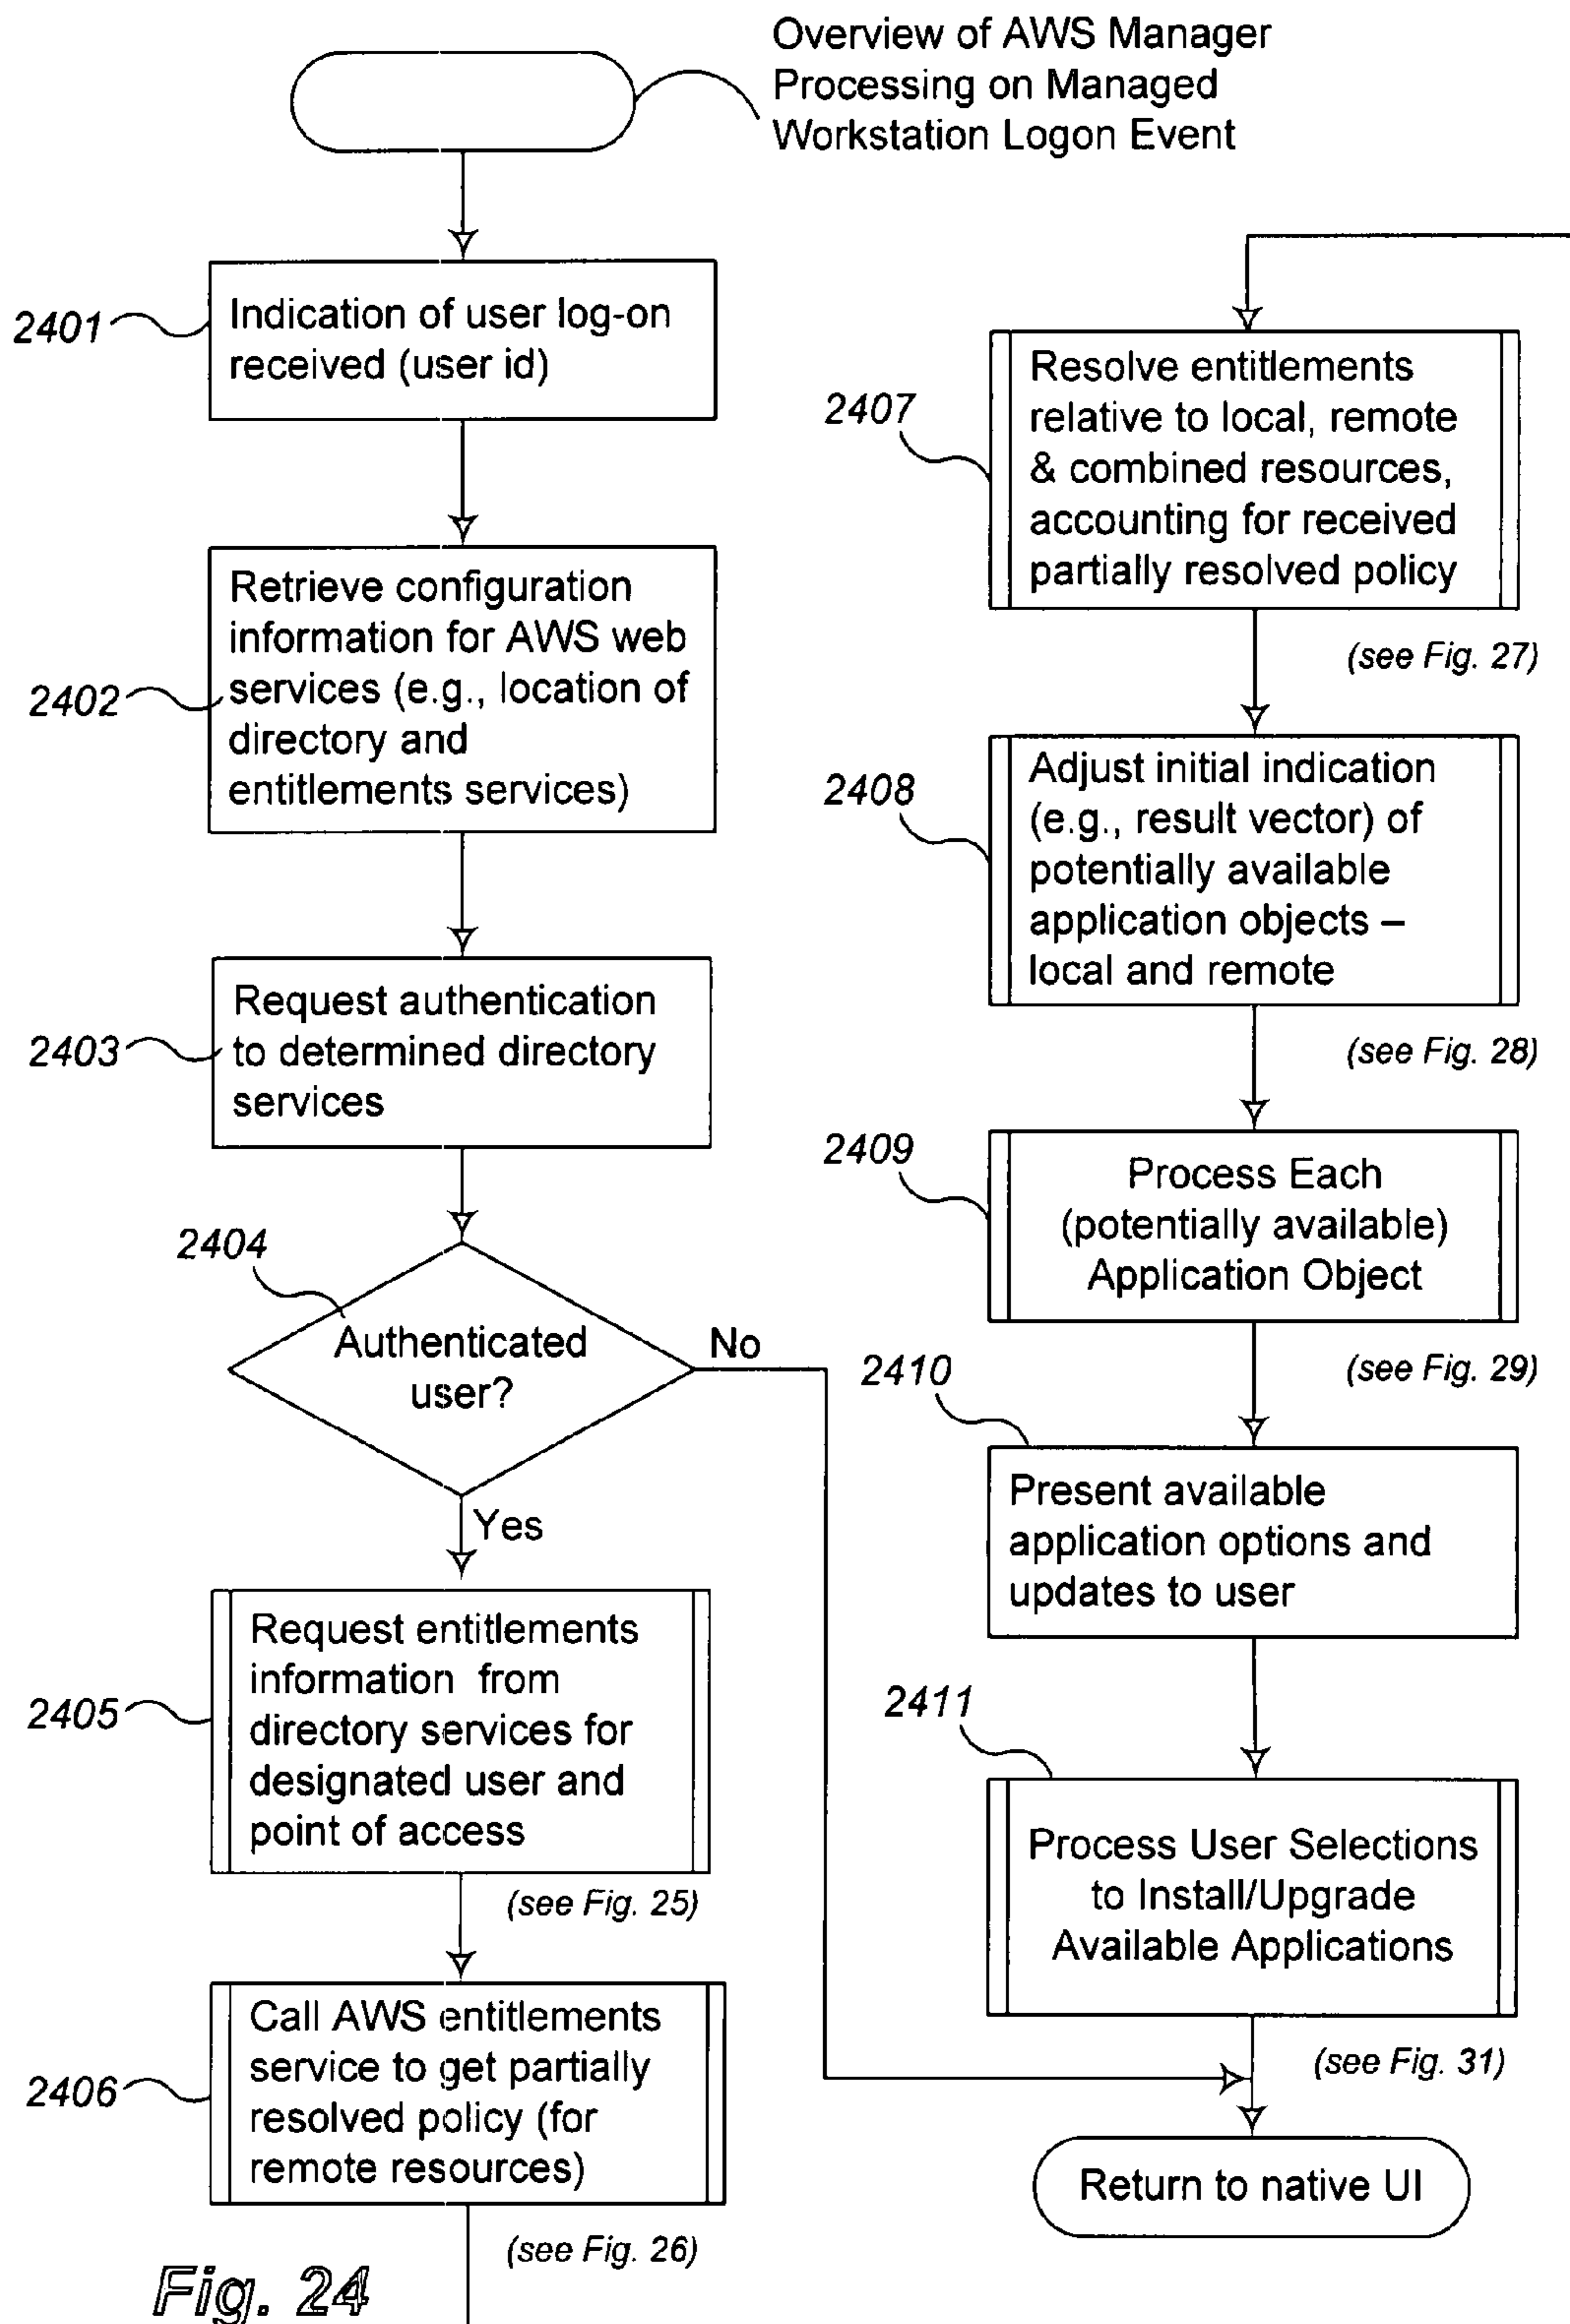 Overview of AWS Manager
Processing on Managed
Workstation Logon Event
2401
Indication of user log-on
received (user id)
2402
Retrieve configuration
information for AWS web
services (e.g., location of
directory and
entitlements services)
2403
Request authentication
to determined directory
services
2404
Authenticated
user?
No
Yes
2405
Request entitlements
information from
directory services for
designated user and
point of access
(see Fig. 25)
2406
Call AWS entitlements
service to get partially
resolved policy (for
remote resources)
(see Fig. 26)
2407
Resolve entitlements
relative to local, remote
& combined resources,
accounting for received
partially resolved policy
(see Fig. 27)
2408
Adjust initial indication
(e.g., result vector) of
potentially available
application objects –
local and remote
(see Fig. 28)
2409
Process Each
(potentially available)
Application Object
(see Fig. 29)
2410
Present available
application options and
updates to user
2411
Process User Selections
to Install/Upgrade
Available Applications
(see Fig. 31)
Return to native UI
Fig. 24